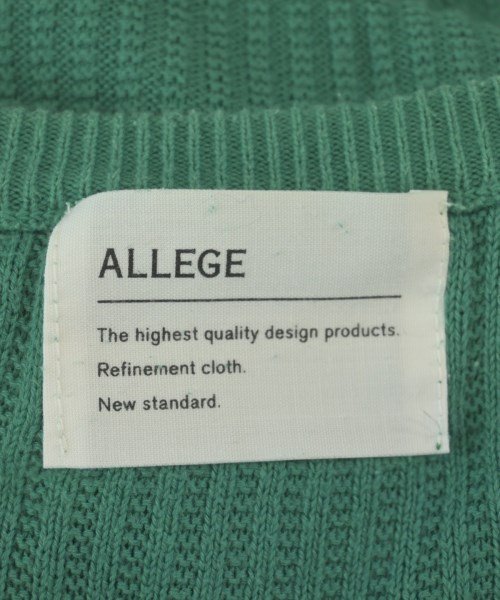 ALLEGE
The highest quality design products.
Refinement cloth.
New standard.